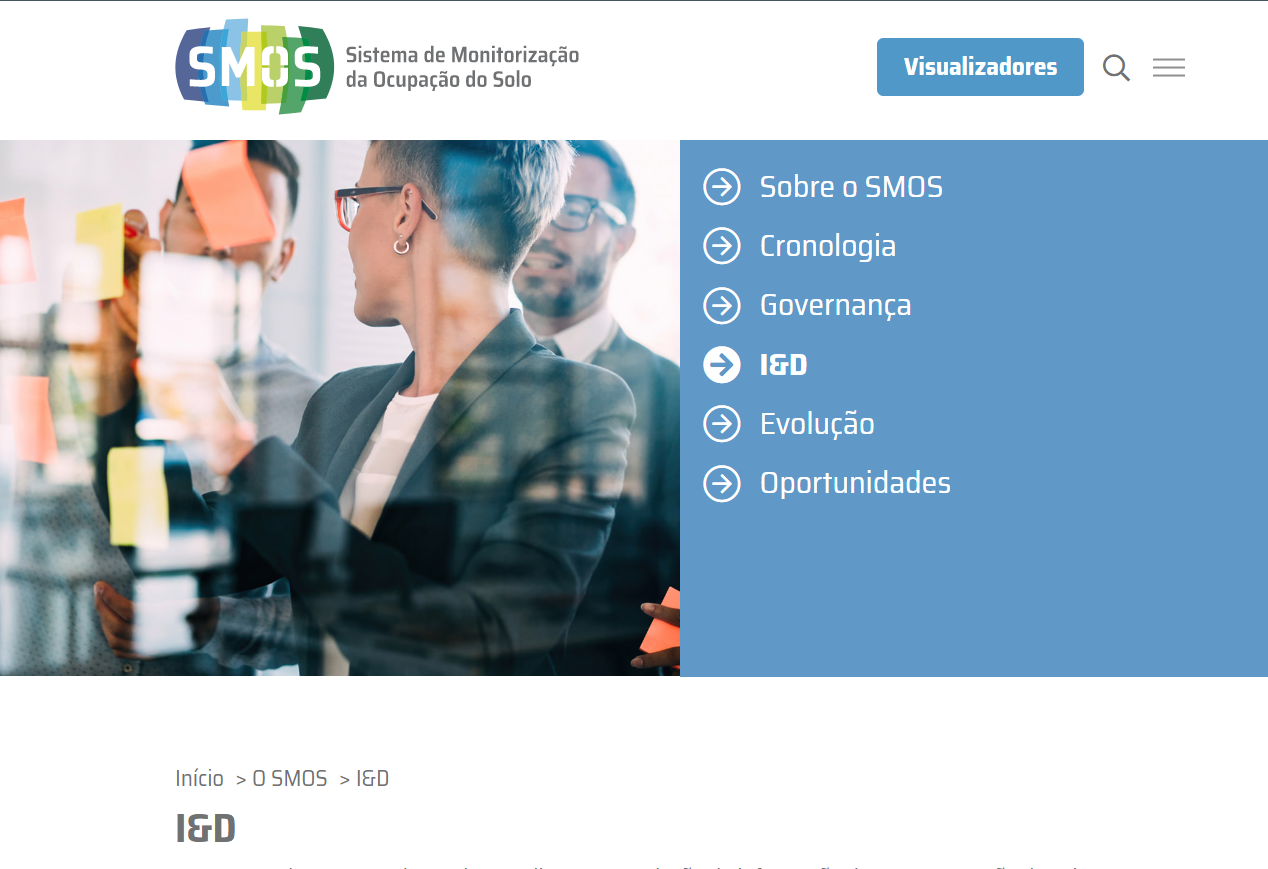 SMOS
Sistema de Monitorização
da Ocupação do Solo
Visualizadores
Sobre o SMOS
Cronologia
Governança
I&D
Evolução
Oportunidades
Início > O SMOS > I&D
I&D